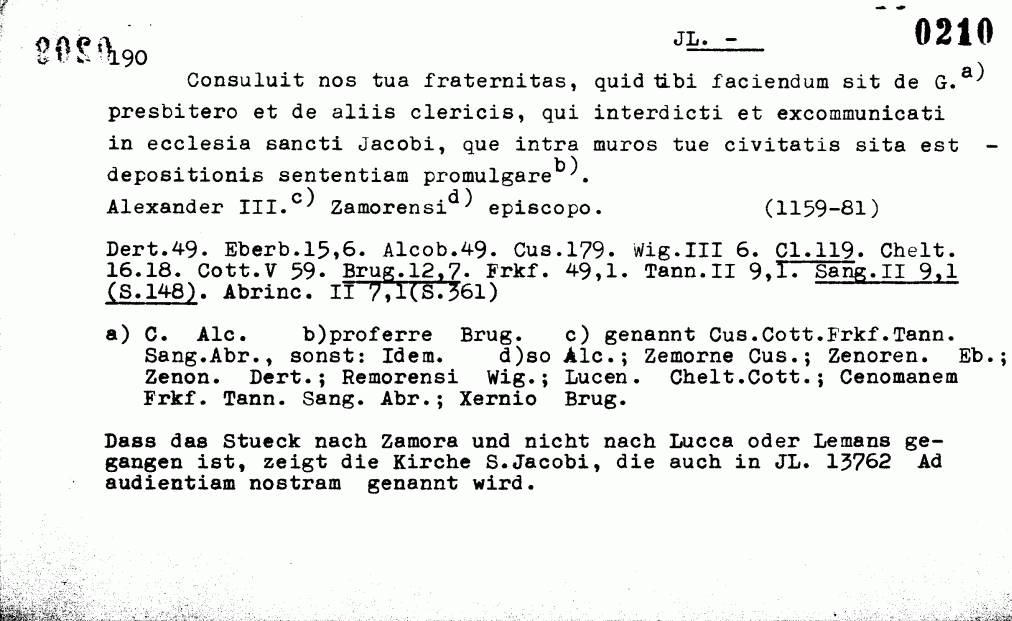 JL. -
0210
190
Consuluit nos tua fraternitas, quid tibi faciendum sit de G.a)
presbitero et de aliis clericis, qui interdicti et excommunicati
in ecclesia sancti Jacobi, que intra muros tue civitatis sita est -
depositionis sententiam promulgareb).
Alexander III.c) Zamorensid) episcopo. (1159-81)
Dert.49. Eberb.15,6. Alcob.49. Cus.179. Wig.III 6. Cl.119. Chelt.
16.18. Cott.V 59. Brug.12,7. Frkf. 49,1. Tann.II 9,1. Sang.II 9,1
(S.148). Abrinc. II 7,1(S.361)
a) C. Alc. b)proferre Brug. c) genannt Cus.Cott.Frkf.Tann.
Sang.Abr., sonst: Idem. d)so Alc.; Zemorne Cus.; Zenoren. Eb.;
Zenon. Dert.; Remorensi Wig.; Lucen. Chelt.Cott.; Cenomanem
Frkf. Tann. Sang. Abr.; Xernio Brug.
Dass das Stueck nach Zamora und nicht nach Lucca oder Lemans ge-
gangen ist, zeigt die Kirche S.Jacobi, die auch in JL. 13762 Ad
audientiam nostram genannt wird.